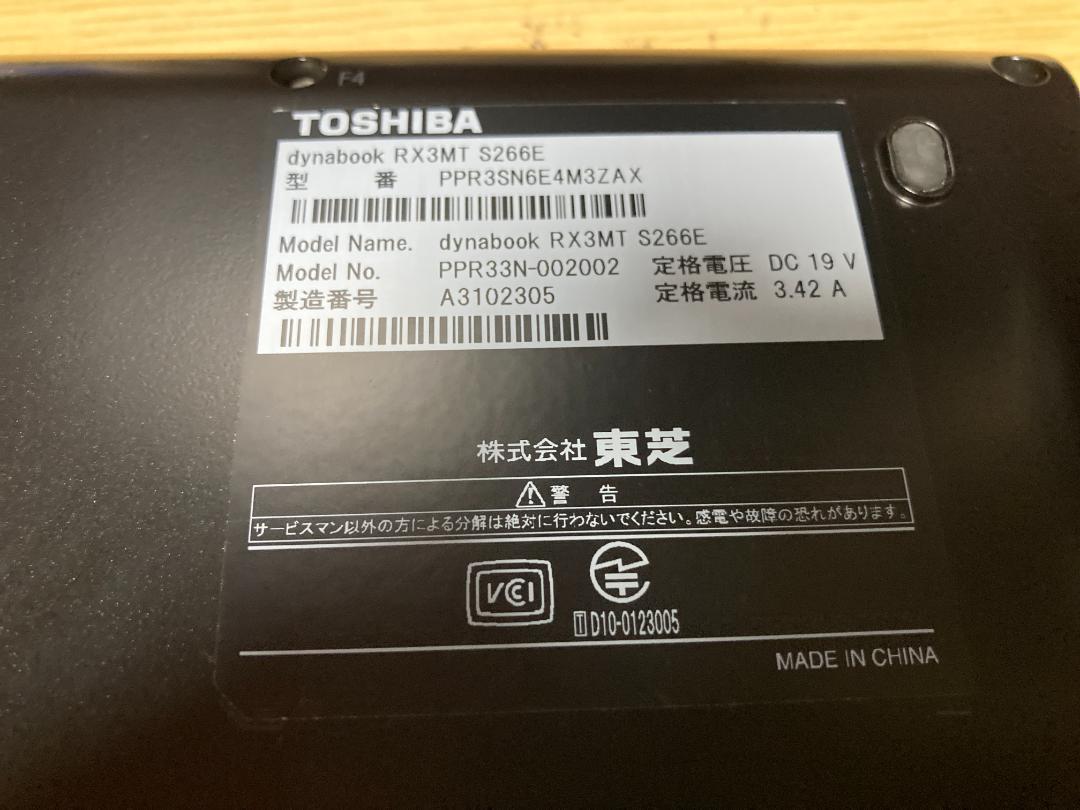 F4
TOSHIBA
dynabook RX3MT S266E
型 番 PPR3SN6E4M3ZAX
Model Name. dynabook RX3MT S266E
Model No. PPR33N-002002 定格電圧 DC 19 V
製造番号 A3102305 定格電流 3.42 A
株式会社 東芝
⚠警 告
サービスマン以外の方による分解は絶対に行わないでください。感電や故障の恐れがあります。
VCCI
T D10-0123005
MADE IN CHINA